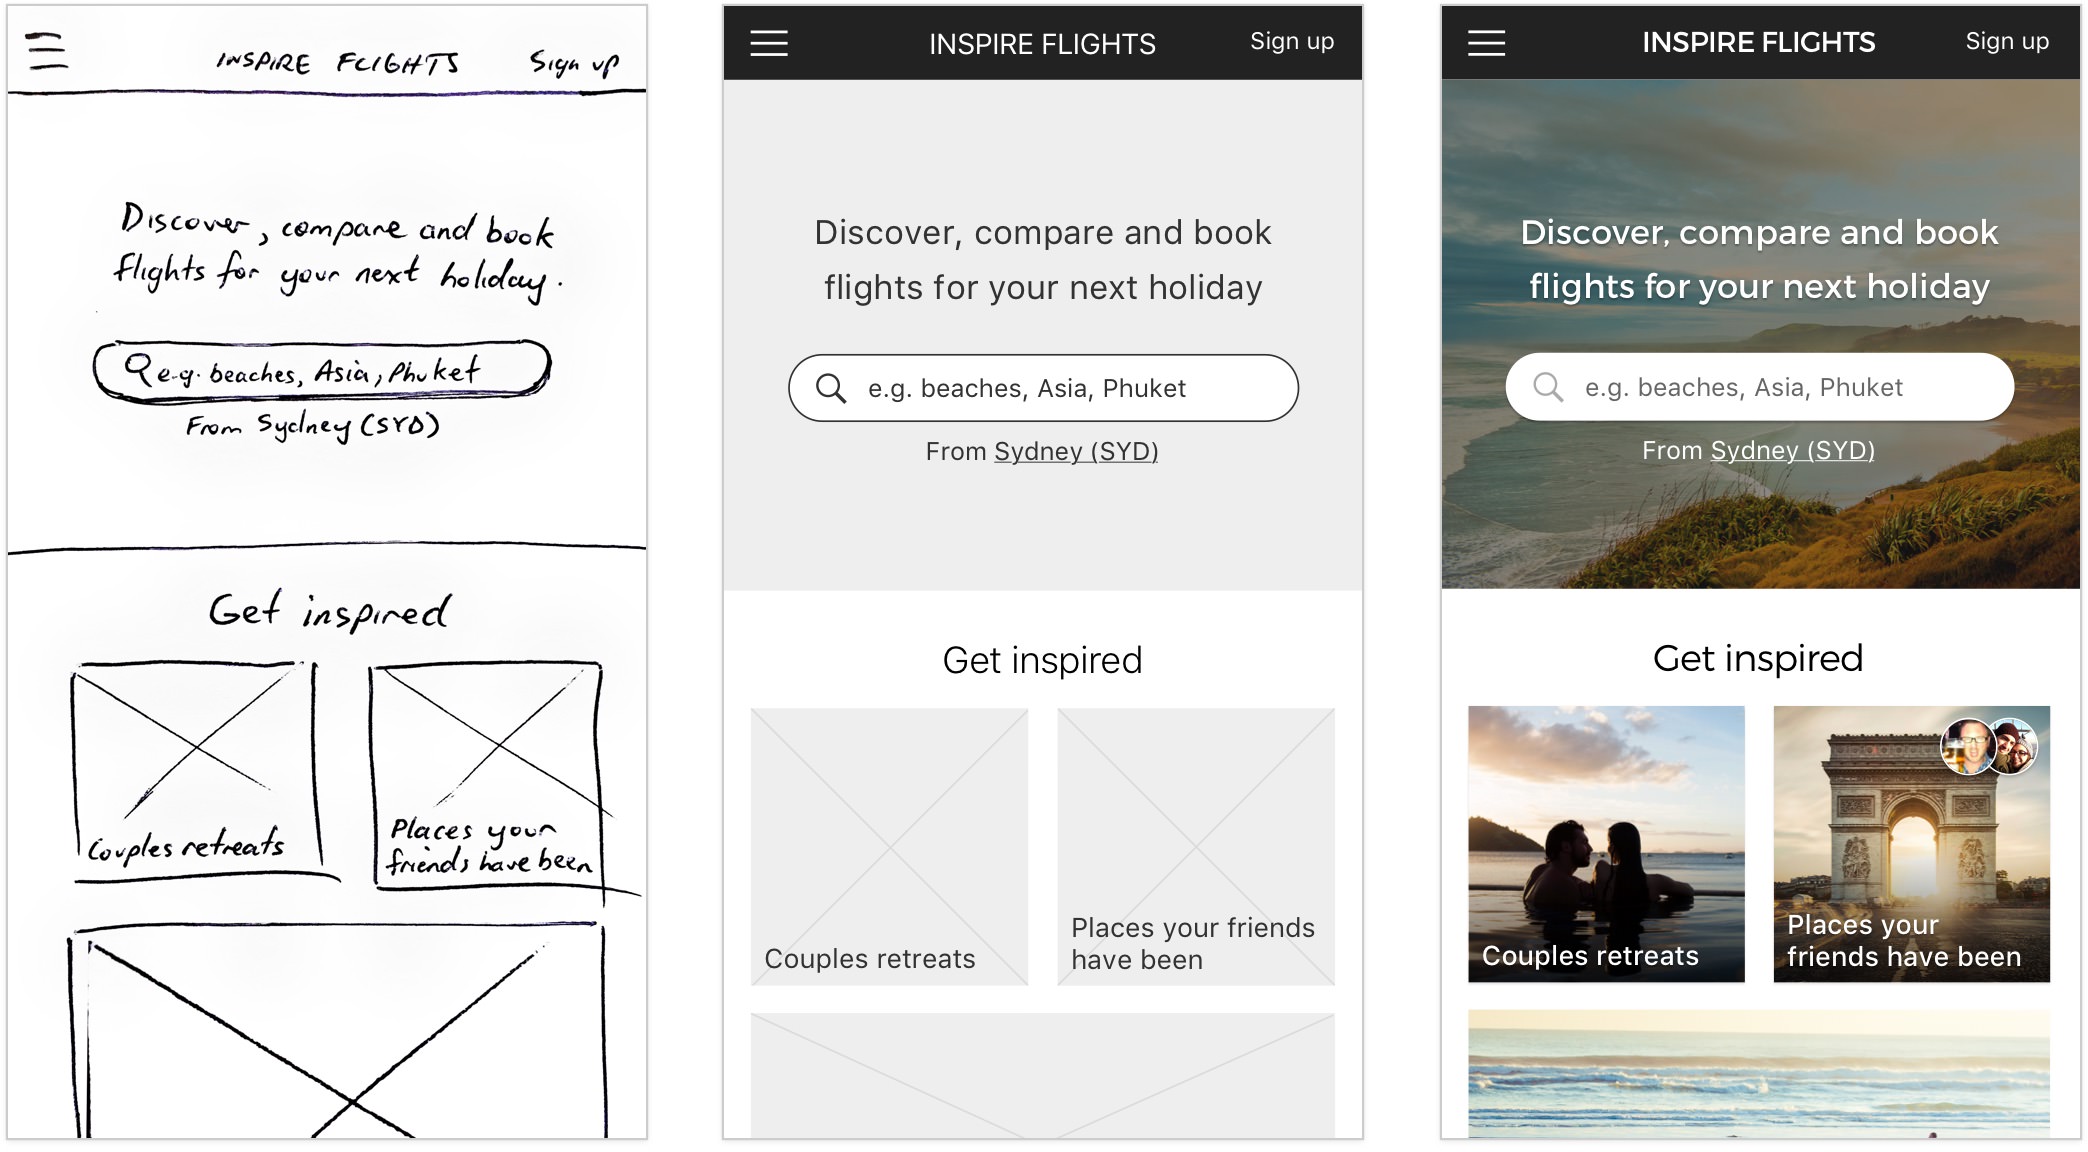 INSPIRE FLIGHTS
Sign up
Discover, compare and book
flights for your next holiday.
e.g. beaches, Asia, Phuket
From Sydney (SYD)
Get inspired
Couples retreats
Places your
friends have been
INSPIRE FLIGHTS
Sign up
Discover, compare and book
flights for your next holiday
e.g. beaches, Asia, Phuket
From Sydney (SYD)
Get inspired
Couples retreats
Places your friends
have been
INSPIRE FLIGHTS
Sign up
Discover, compare and book
flights for your next holiday
e.g. beaches, Asia, Phuket
From Sydney (SYD)
Get inspired
Couples retreats
Places your
friends have been